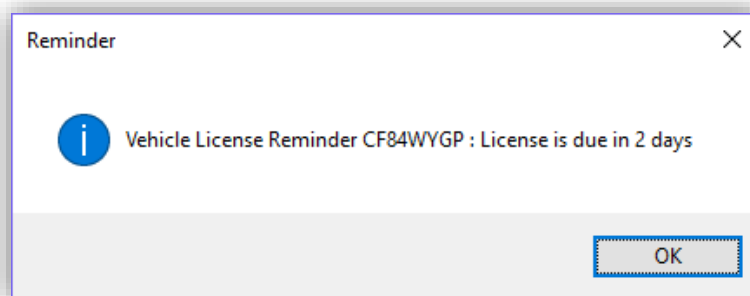 Reminder
Vehicle License Reminder CF84WYGP : License is due in 2 days
OK